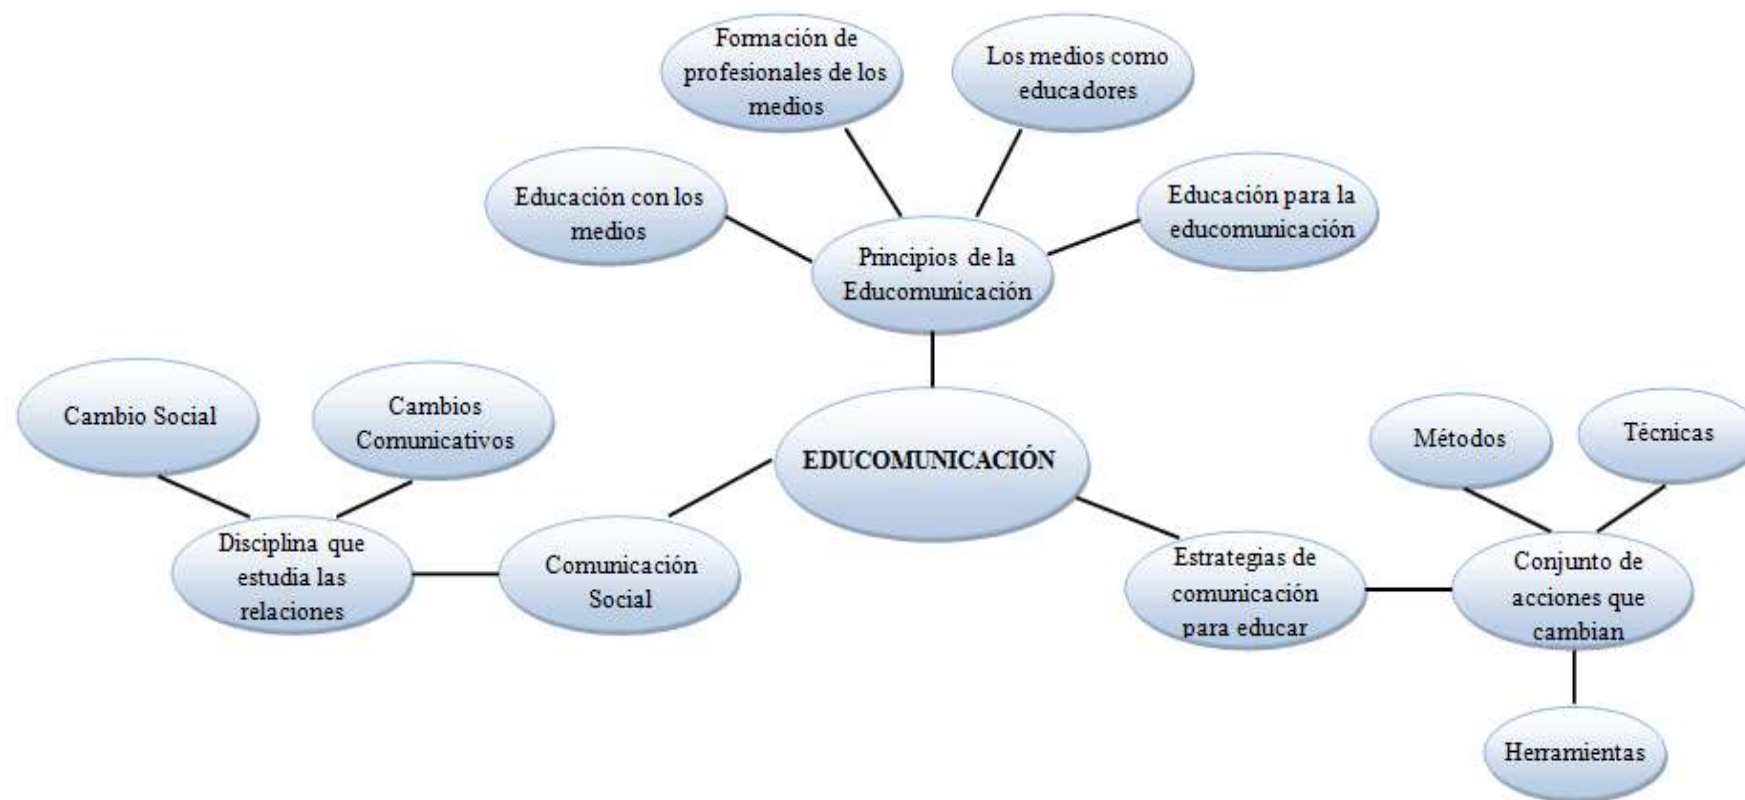 Formación de
profesionales de los
medios
Los medios como
educadores
Educación con los
medios
Educación para la
educomunicación
Principios de la
Educomunicación
Cambio Social
Cambios
Comunicativos
EDUCOMUNICACIÓN
Métodos
Técnicas
Disciplina que
estudia las
relaciones
Comunicación
Social
Estrategias de
comunicación
para educar
Conjunto de
acciones que
cambian
Herramientas